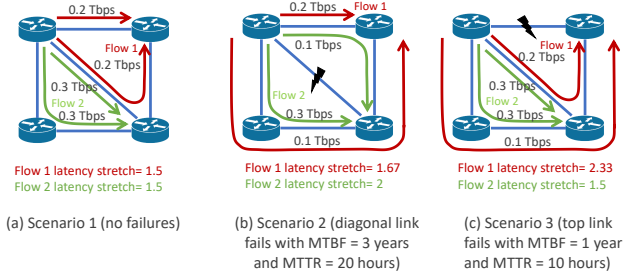 0.2 Tbps
Flow 1
0.2 Tbps
0.3 Tbps
Flow 2
0.3 Tbps
Flow 1 latency stretch= 1.5
Flow 2 latency stretch= 1.5
(a) Scenario 1 (no failures)
0.2 Tbps
Flow 1
0.1 Tbps
Flow 2
0.3 Tbps
0.1 Tbps
Flow 1 latency stretch= 1.67
Flow 2 latency stretch= 2
(b) Scenario 2 (diagonal link
fails with MTBF = 3 years
and MTTR = 20 hours)
Flow 1
0.2 Tbps
0.3 Tbps
Flow 2
0.3 Tbps
0.1 Tbps
Flow 1 latency stretch= 2.33
Flow 2 latency stretch= 1.5
(c) Scenario 3 (top link
fails with MTBF = 1 year
and MTTR = 10 hours)